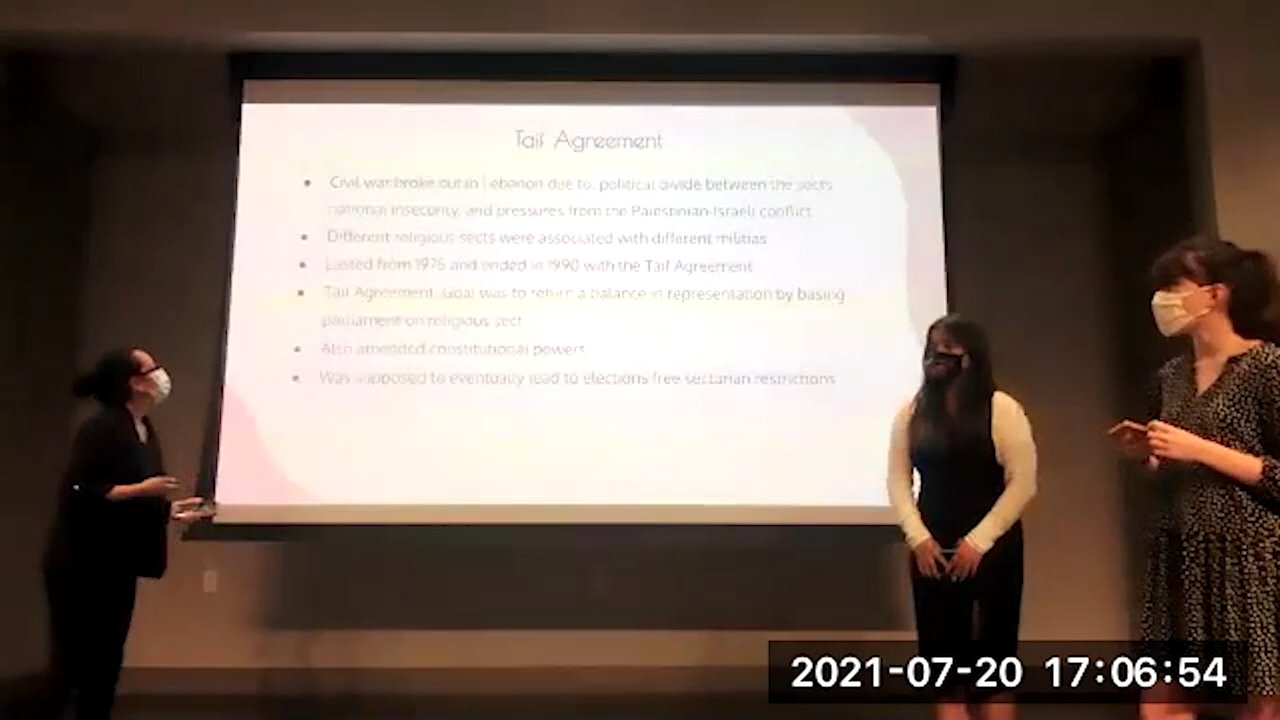 Taif Agreement
Civil war broke out in Lebanon due to: political divide between the sects
national insecurity, and pressures from the Palestinian-Israeli conflict
Different religious sects were associated with different militias
Lasted from 1975 and ended in 1990 with the Taif Agreement
Taif Agreement: Goal was to return a balance in representation by basing
parliament on religious sect
Also amended constitutional powers
Was supposed to eventually lead to elections free sectarian restrictions
2021-07-20 17:06:54